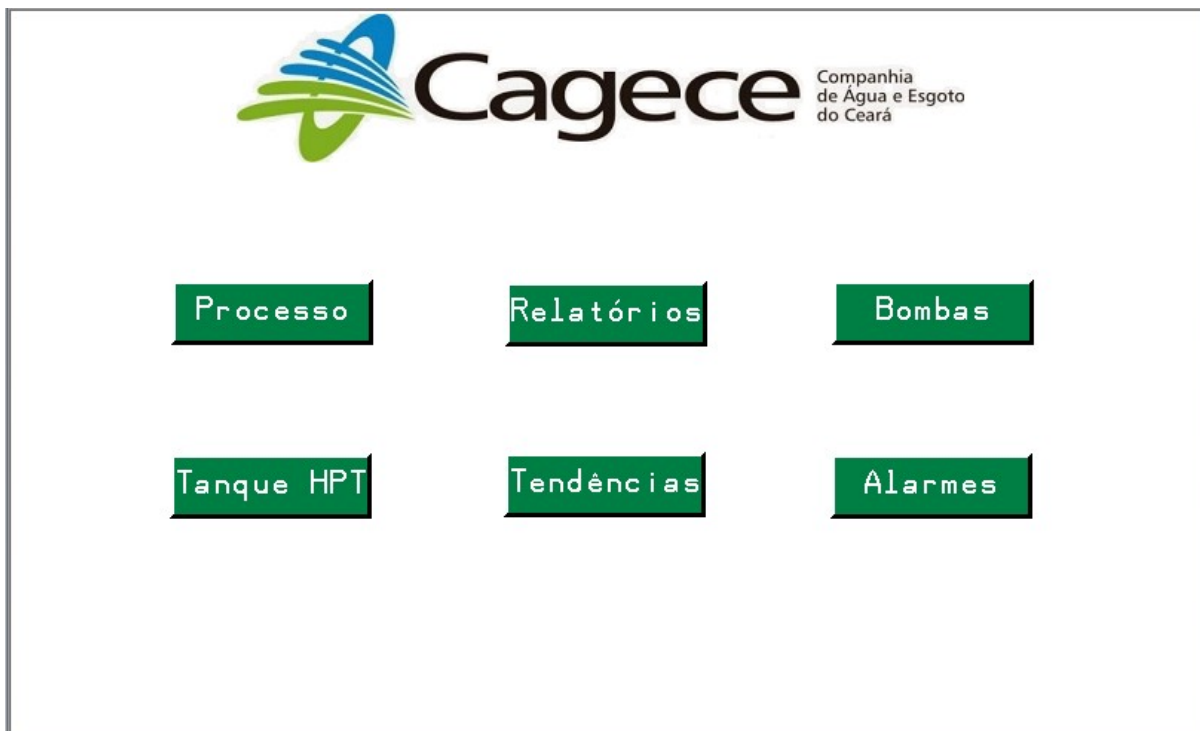 Cagece
Companhia
de Água e Esgoto
do Ceará
Processo
Relatórios
Bombas
Tanque HPT
Tendências
Alarmes